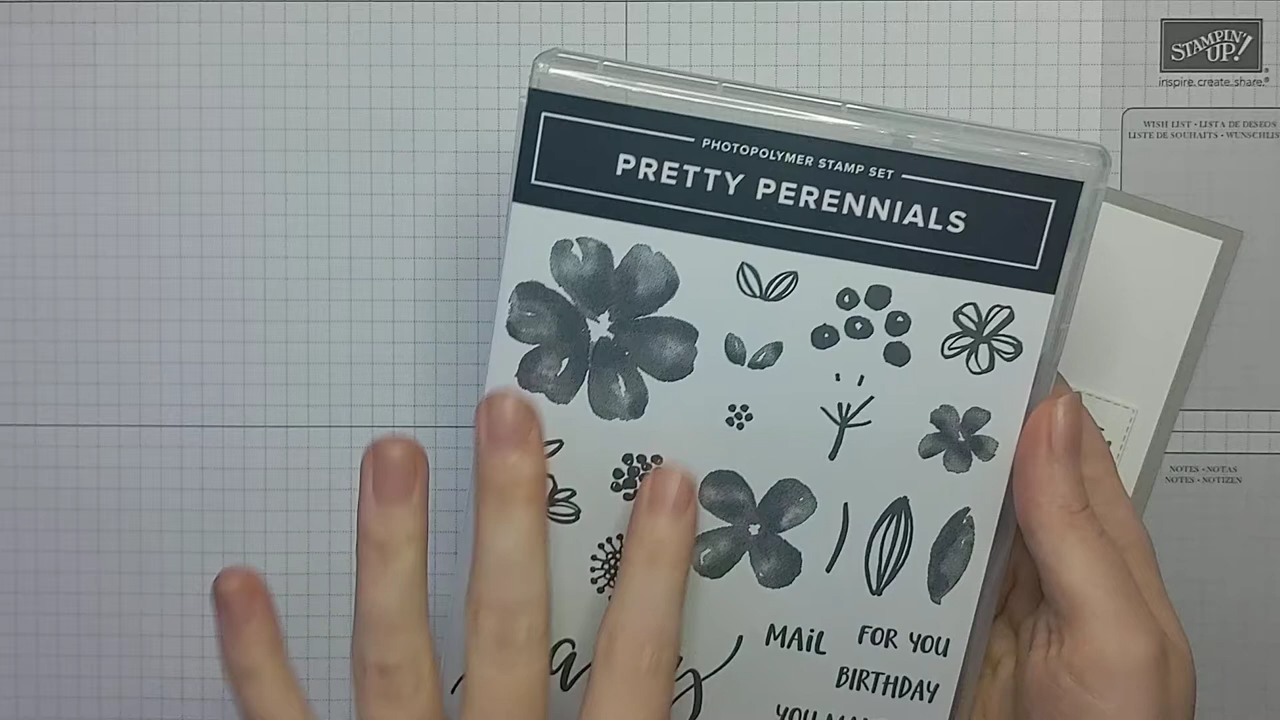 STAMPIN' UP!®
inspire. create. share.®
WISH LIST • LISTA DE DESEOS
LISTE DE SOUHAITS • WUNSCHLIS
PHOTOPOLYMER STAMP SET
PRETTY PERENNIALS
NOTES • NOTAS
NOTES • NOTIZEN
MAiL FOR YOU
BIRTHDAY
YOU